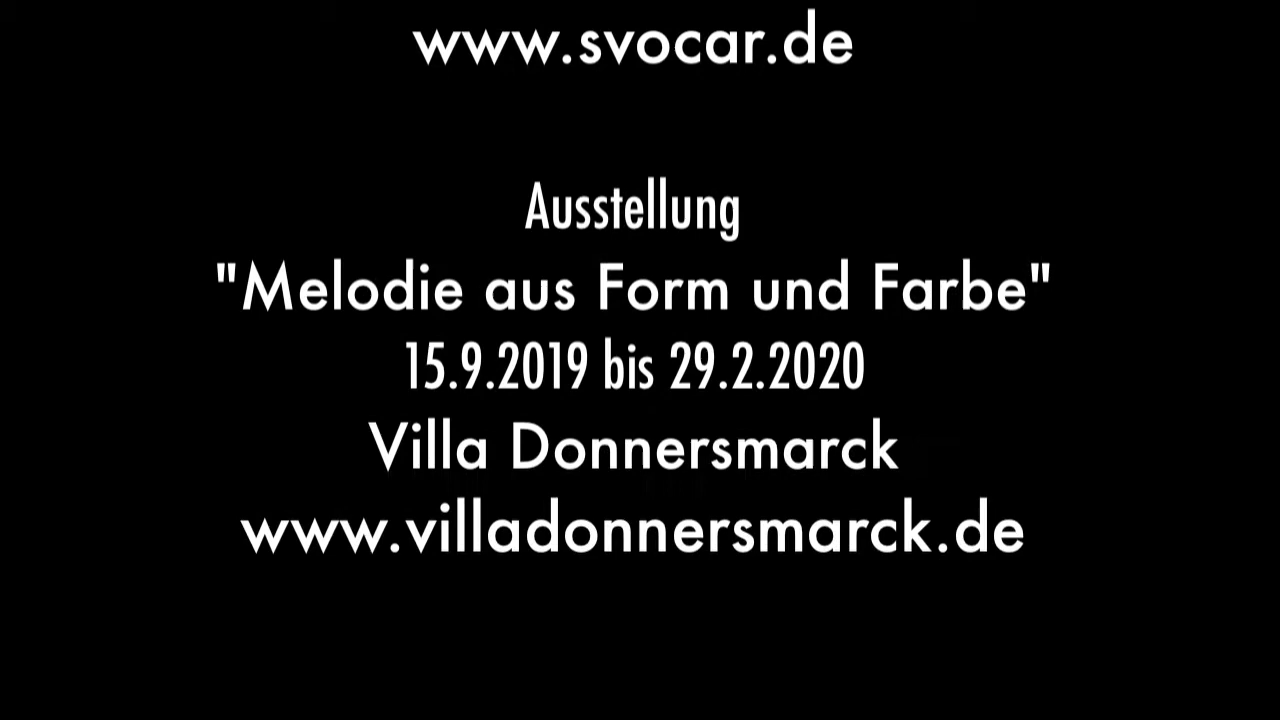 www.svocar.de
Ausstellung
"Melodie aus Form und Farbe"
15.9.2019 bis 29.2.2020
Villa Donnersmarck
www.villadonnersmarck.de